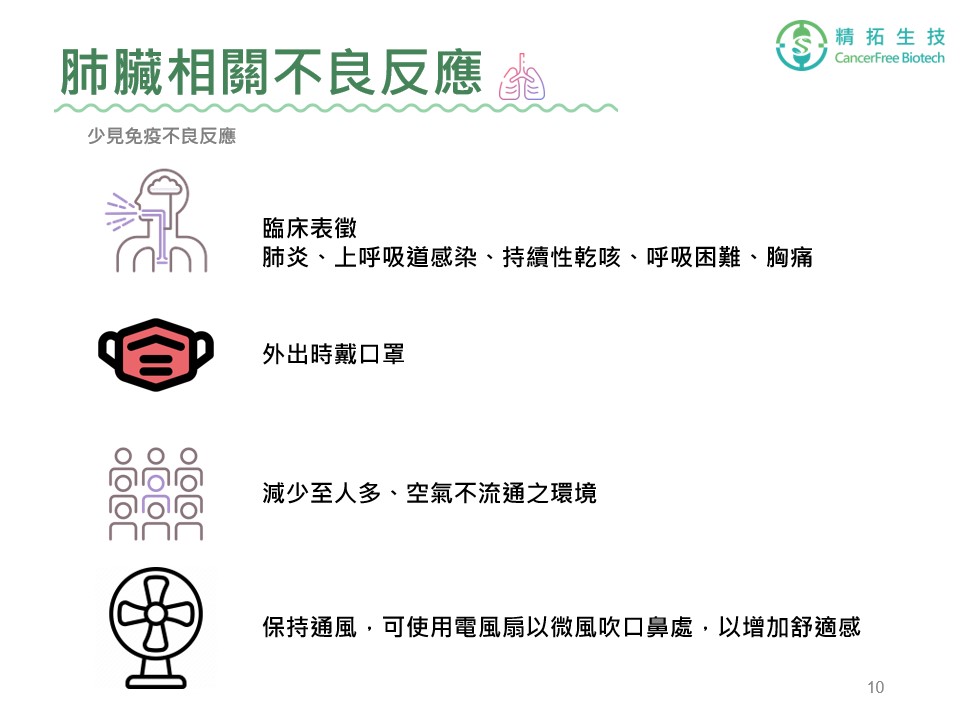 精拓生技
CancerFree Biotech
肺臟相關不良反應
少見免疫不良反應
臨床表徵
肺炎、上呼吸道感染、持續性乾咳、呼吸困難、胸痛
外出時戴口罩
減少至人多、空氣不流通之環境
保持通風，可使用電風扇以微風吹口鼻處，以增加舒適感
10